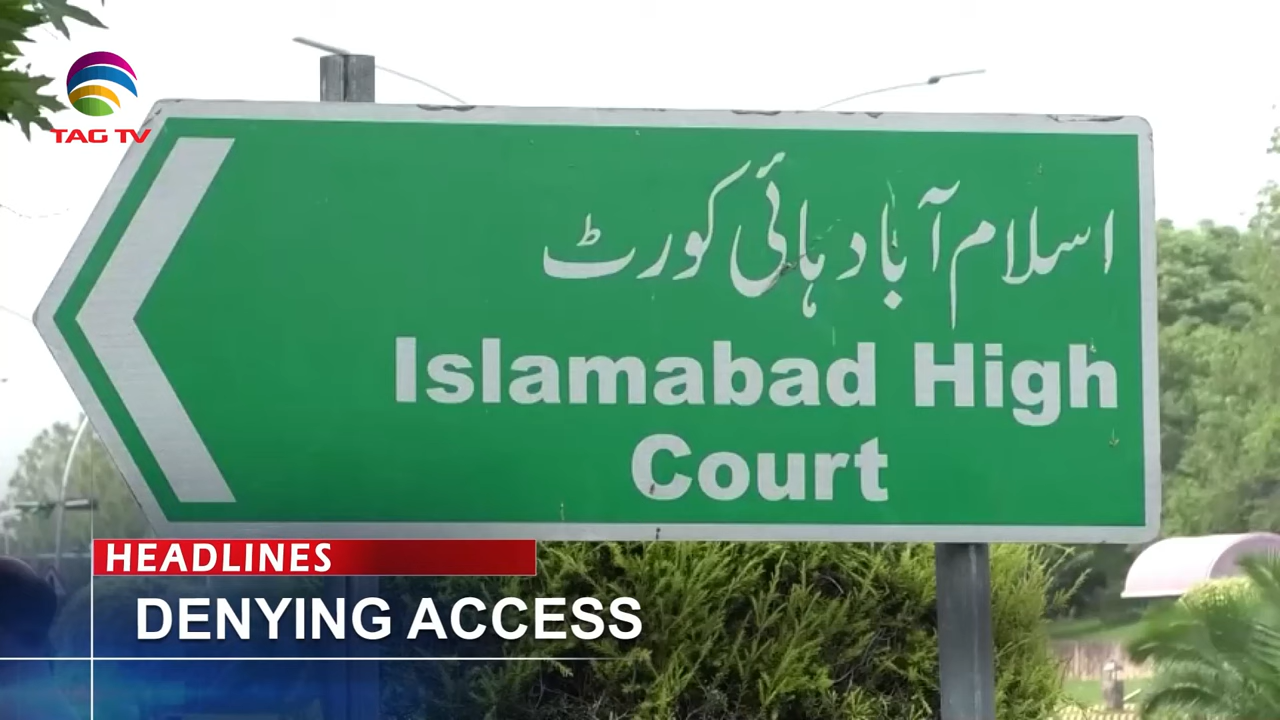 TAG TV
اسلام آباد ہائی کورٹ
Islamabad High
Court
HEADLINES
DENYING ACCESS